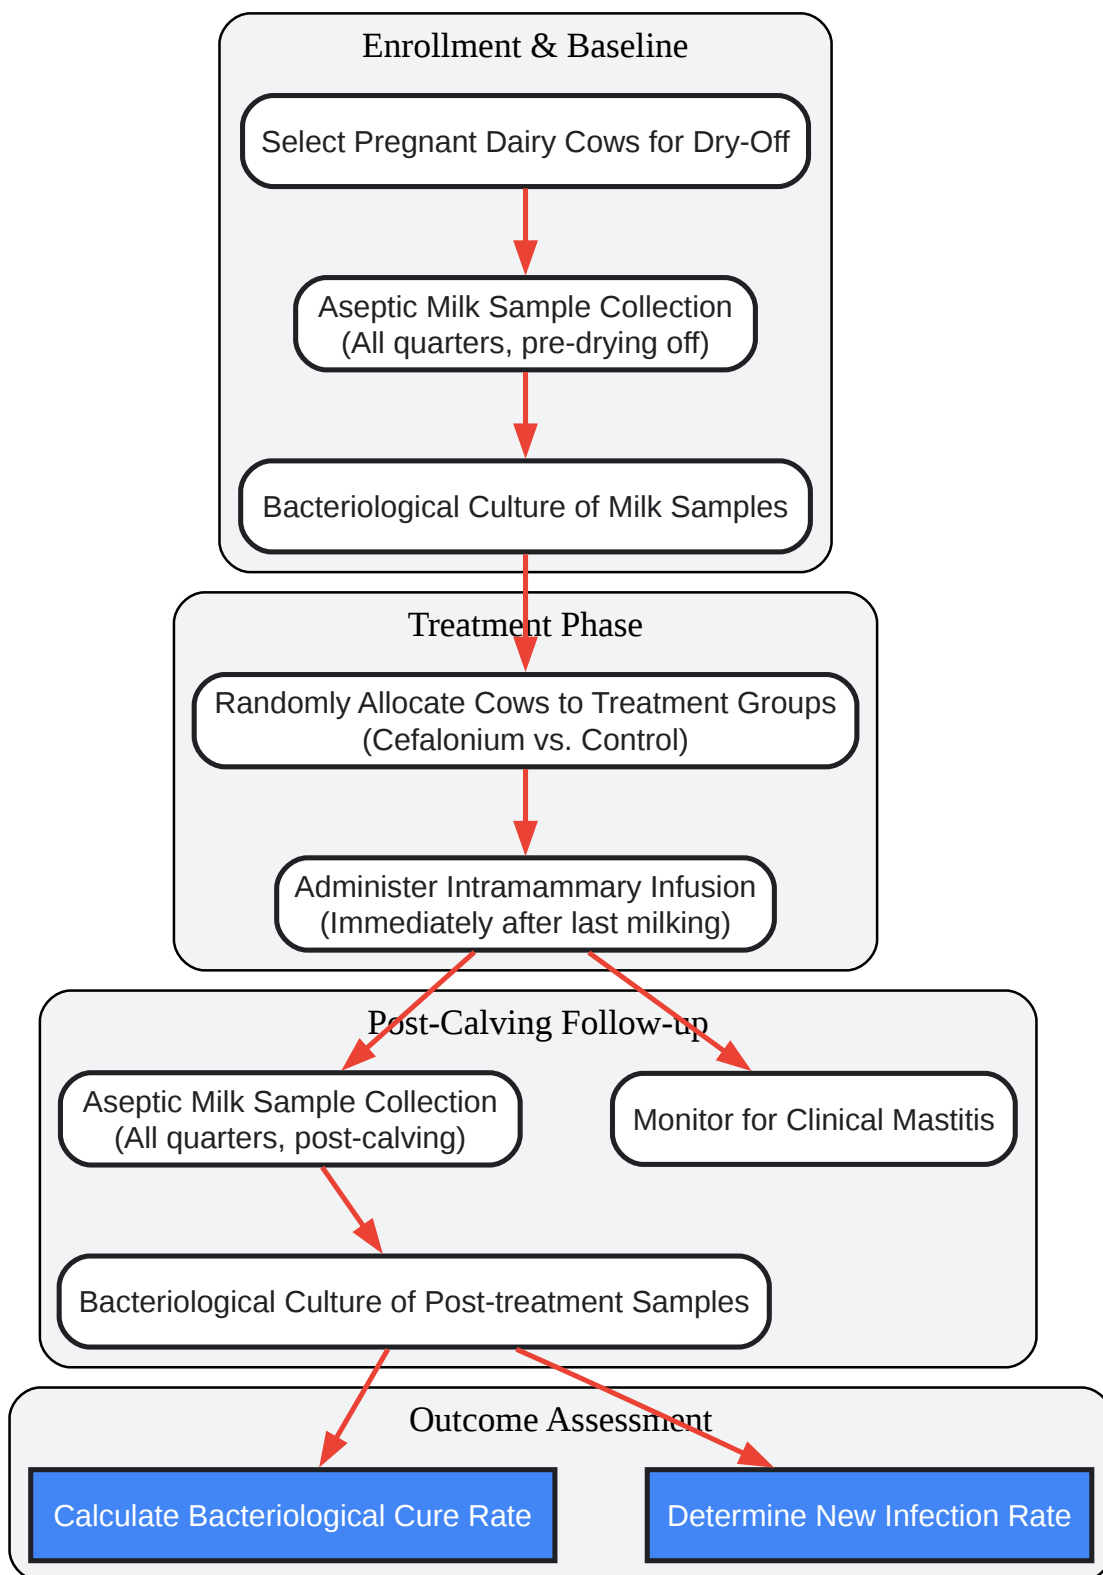 Enrollment & Baseline
Select Pregnant Dairy Cows for Dry-Off
Aseptic Milk Sample Collection
(All quarters, pre-drying off)
Bacteriological Culture of Milk Samples
Treatment Phase
Randomly Allocate Cows to Treatment Groups
(Cefalonium vs. Control)
Administer Intramammary Infusion
(Immediately after last milking)
Post-Calving Follow-up
Aseptic Milk Sample Collection
(All quarters, post-calving)
Monitor for Clinical Mastitis
Bacteriological Culture of Post-treatment Samples
Outcome Assessment
Calculate Bacteriological Cure Rate
Determine New Infection Rate